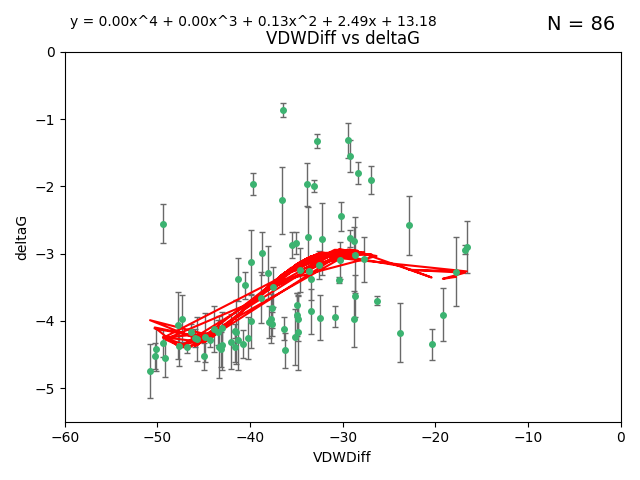 y = 0.00x^4 + 0.00x^3 + 0.13x^2 + 2.49x + 13.18
N = 86
VDWDiff vs deltaG
0
−1
−2
−3
−4
−5
deltaG
−60 −50 −40 −30 −20 −10 0
VDWDiff